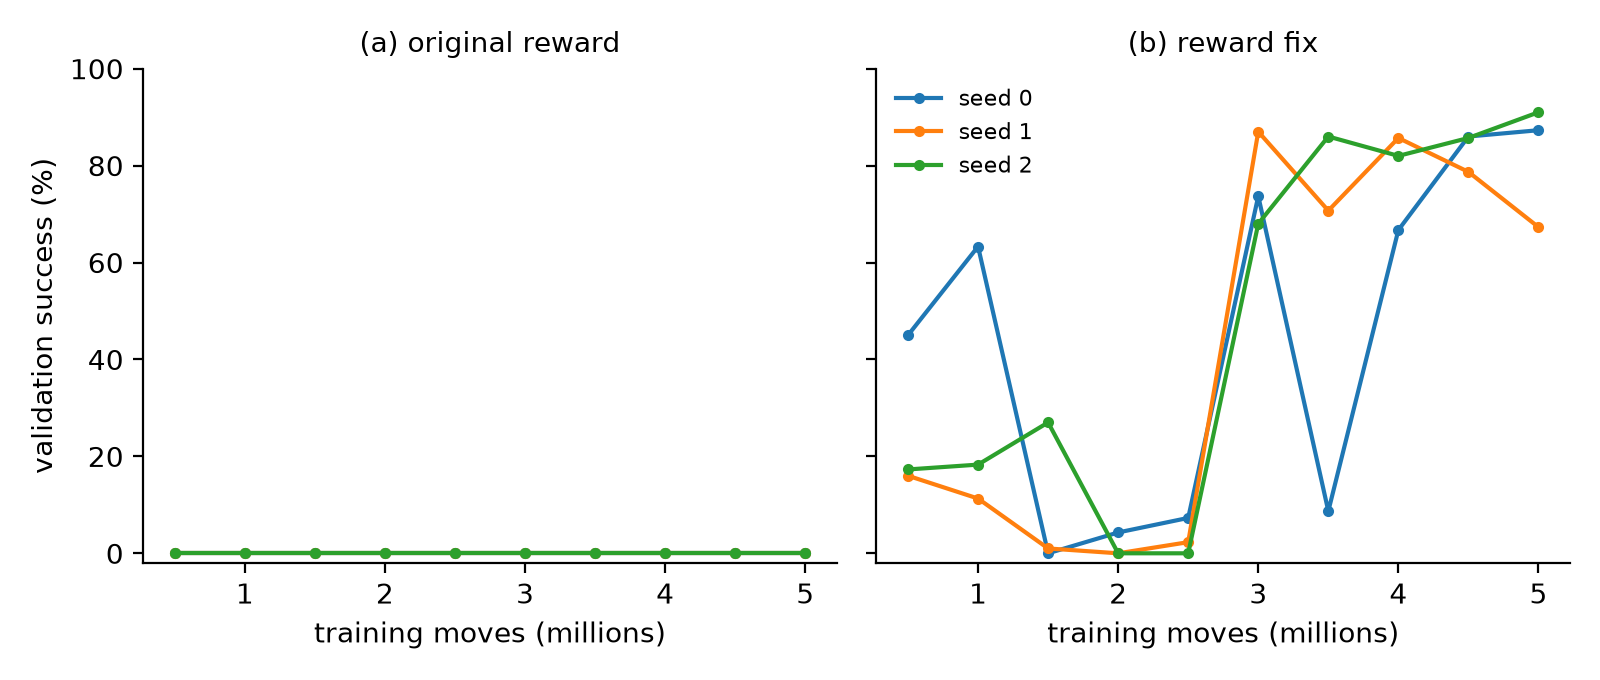 (a) original reward
(b) reward fix
100
80
60
40
20
0
validation success (%)
seed 0
seed 1
seed 2
1 2 3 4 5
1 2 3 4 5
training moves (millions)
training moves (millions)